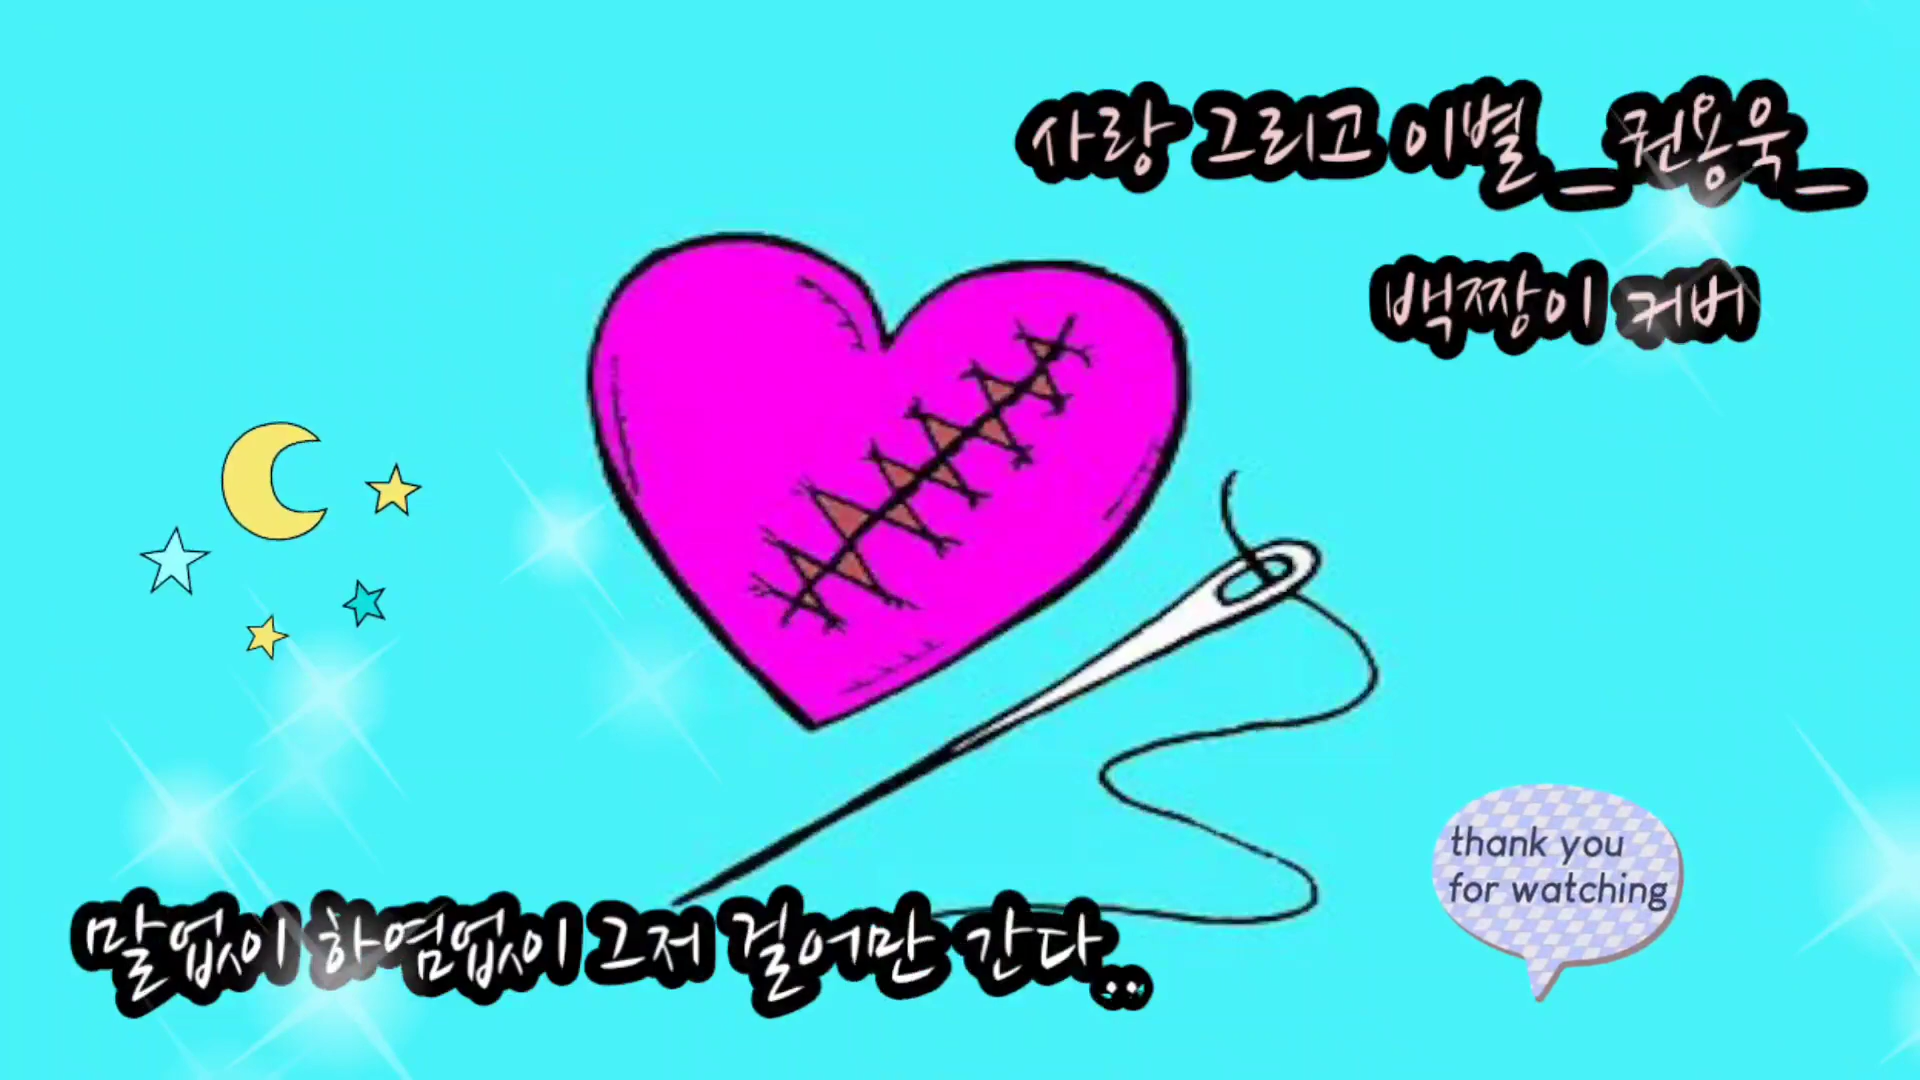 사랑 그리고 이별_권용욱_
백짱이 커버
말없이 하염없이 그저 걸어만 간다..
thank you
for watching